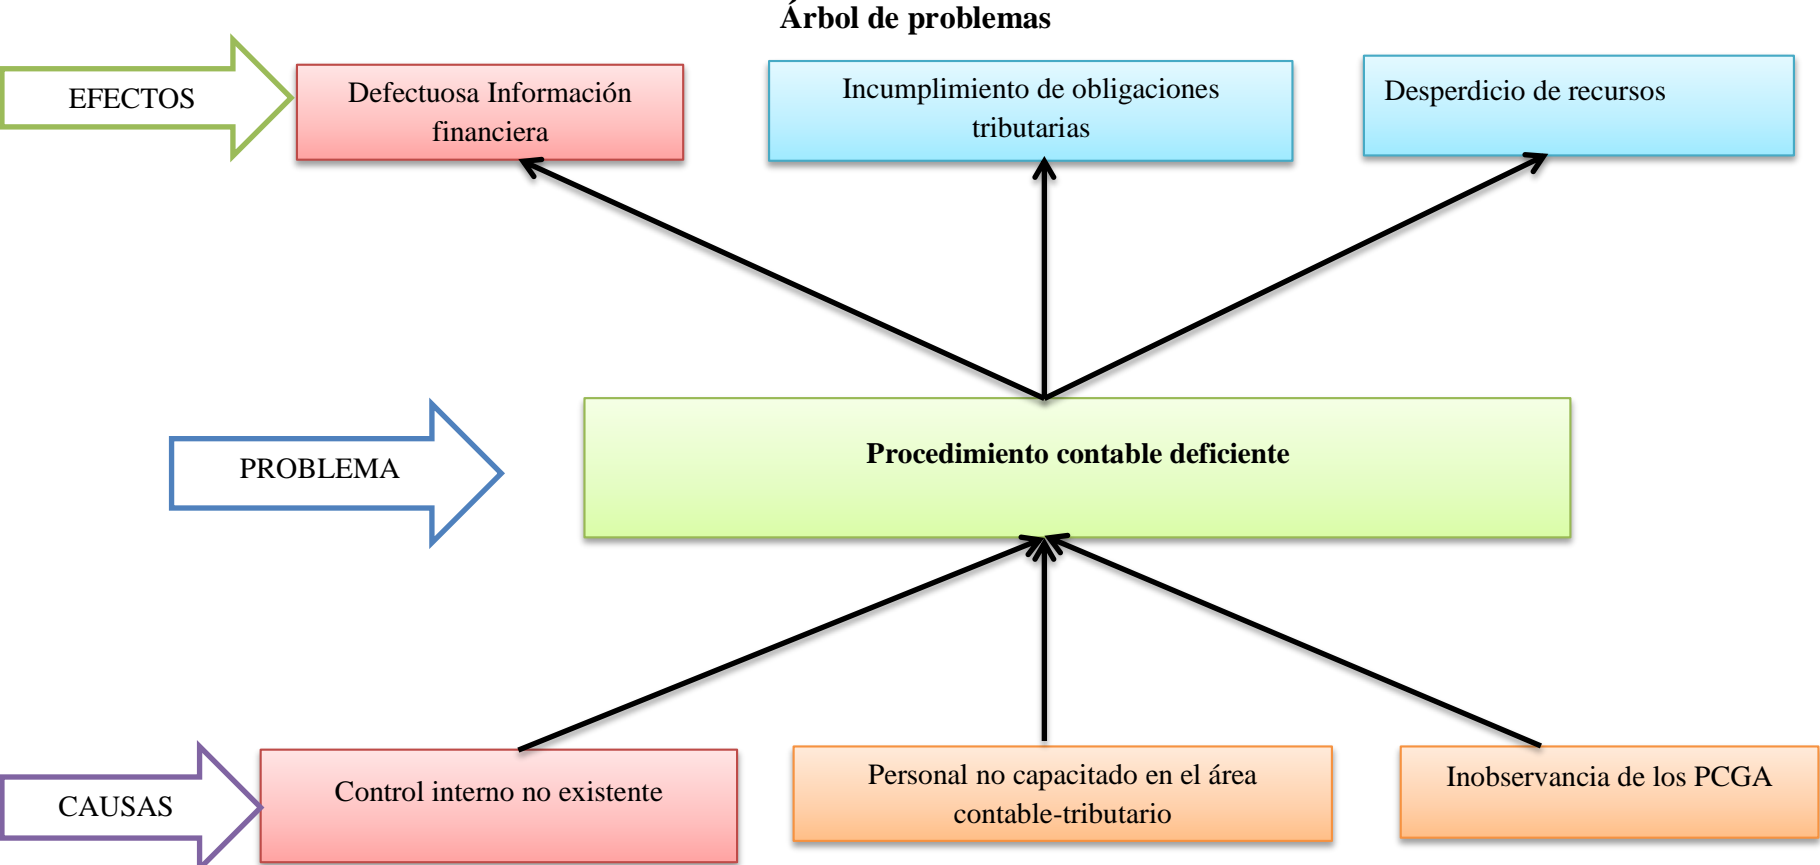 Árbol de problemas
EFECTOS
Defectuosa Información
financiera
Incumplimiento de obligaciones
tributarias
Desperdicio de recursos
PROBLEMA
Procedimiento contable deficiente
CAUSAS
Control interno no existente
Personal no capacitado en el área
contable-tributario
Inobservancia de los PCGA